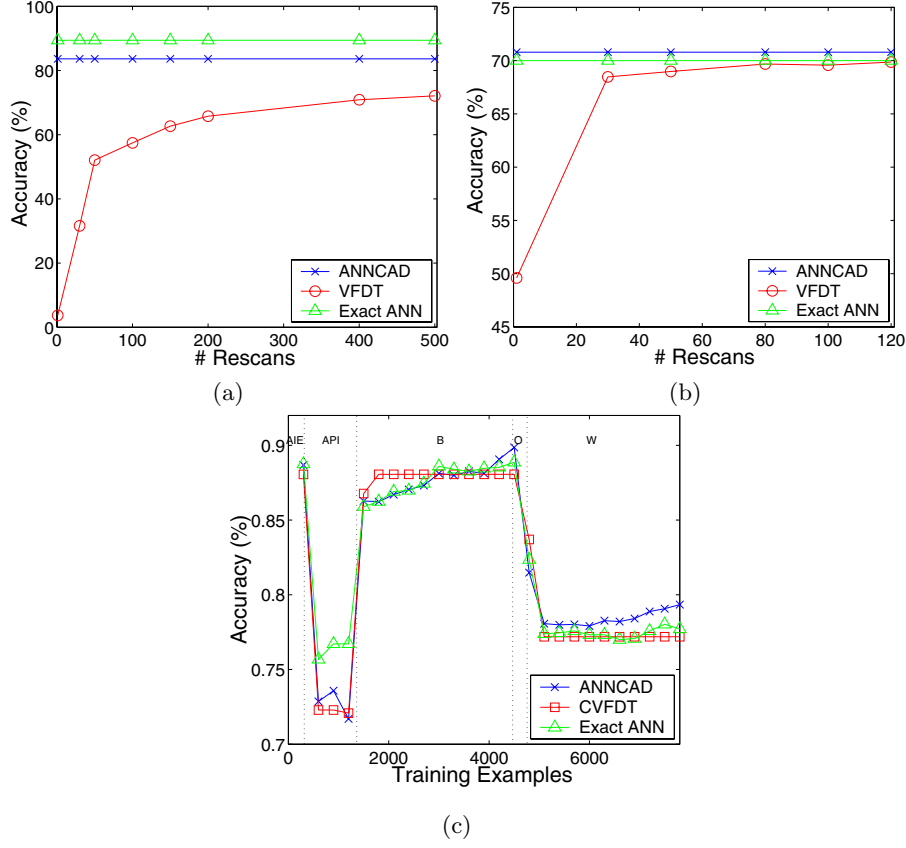 100
80
60
40
20
0
Accuracy (%)
0 100 200 300 400 500
# Rescans
ANNCAD
VFDT
Exact ANN
(a)
75
70
65
60
55
50
45
Accuracy (%)
0 20 40 60 80 100 120
# Rescans
ANNCAD
VFDT
Exact ANN
(b)
AIE API B O W
0.9
0.85
0.8
0.75
0.7
Accuracy (%)
0 2000 4000 6000
Training Examples
ANNCAD
CVFDT
Exact ANN
(c)